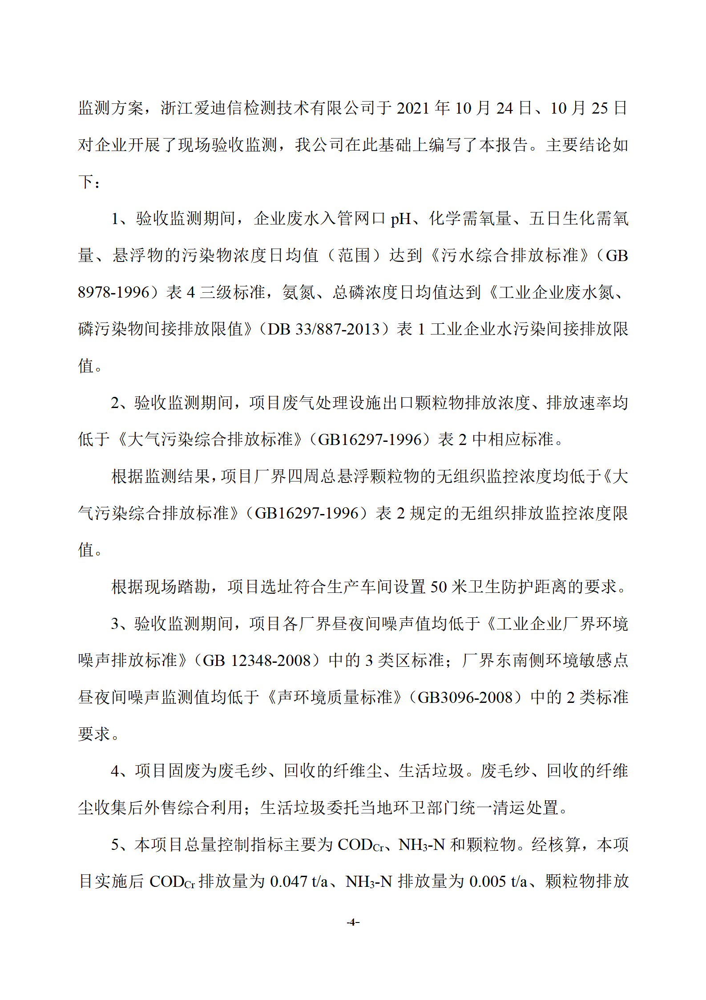 监测方案，浙江爱迪信检测技术有限公司于 2021 年 10 月 24 日、10 月 25 日
对企业开展了现场验收监测，我公司在此基础上编写了本报告。主要结论如
下：
1、验收监测期间，企业废水入管网口 pH、化学需氧量、五日生化需氧
量、悬浮物的污染物浓度日均值（范围）达到《污水综合排放标准》（GB
8978-1996）表 4 三级标准，氨氮、总磷浓度日均值达到《工业企业废水氮、
磷污染物间接排放限值》（DB 33/887-2013）表 1 工业企业水污染间接排放限
值。
2、验收监测期间，项目废气处理设施出口颗粒物排放浓度、排放速率均
低于《大气污染综合排放标准》（GB16297-1996）表 2 中相应标准。
根据监测结果，项目厂界四周总悬浮颗粒物的无组织监控浓度均低于《大
气污染综合排放标准》（GB16297-1996）表 2 规定的无组织排放监控浓度限
值。
根据现场踏勘，项目选址符合生产车间设置 50 米卫生防护距离的要求。
3、验收监测期间，项目各厂界昼夜间噪声值均低于《工业企业厂界环境
噪声排放标准》（GB 12348-2008）中的 3 类区标准；厂界东南侧环境敏感点
昼夜间噪声监测值均低于《声环境质量标准》（GB3096-2008）中的 2 类标准
要求。
4、项目固废为废毛纱、回收的纤维尘、生活垃圾。废毛纱、回收的纤维
尘收集后外售综合利用；生活垃圾委托当地环卫部门统一清运处置。
5、本项目总量控制指标主要为 CODCr、NH3-N 和颗粒物。经核算，本项
目实施后 CODCr 排放量为 0.047 t/a、NH3-N 排放量为 0.005 t/a、颗粒物排放
-4-